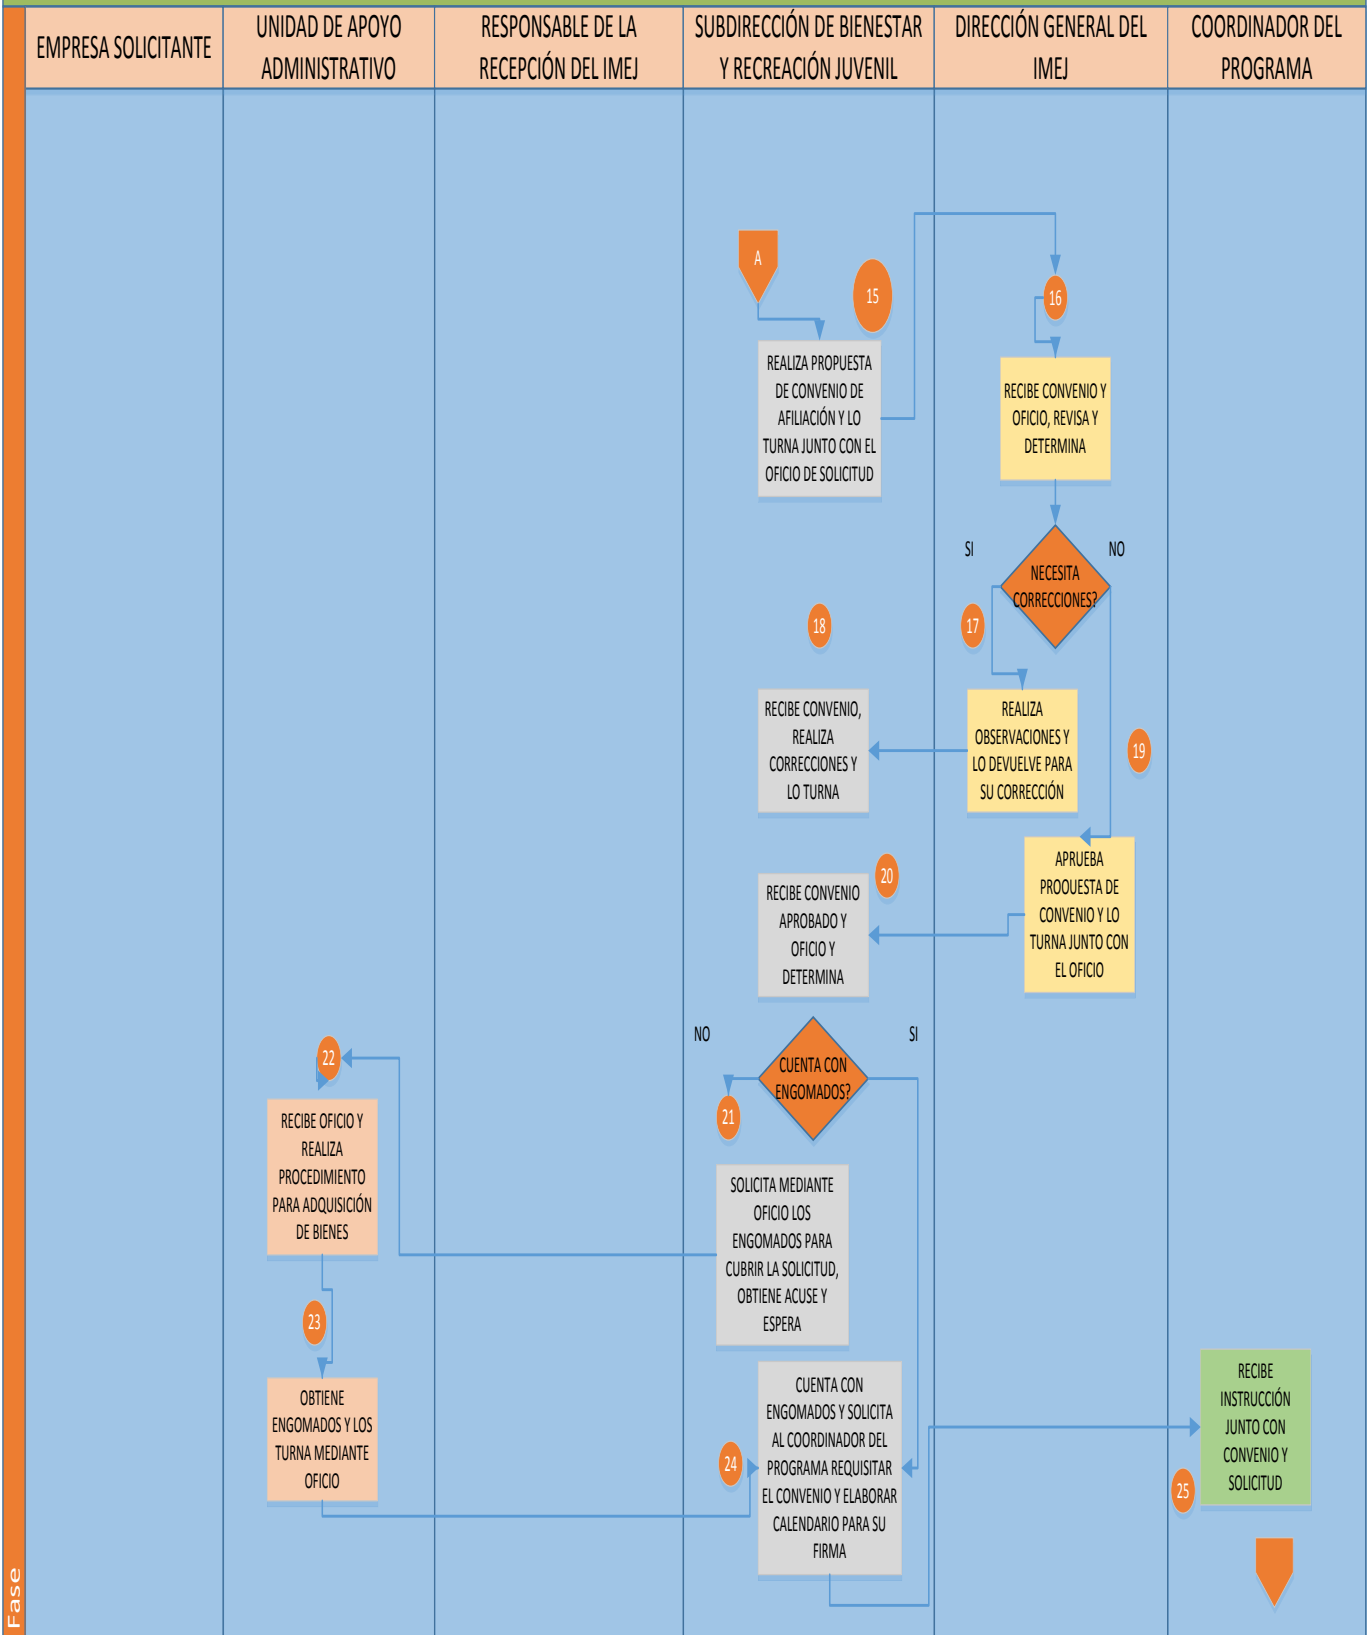 EMPRESA SOLICITANTE
UNIDAD DE APOYO
ADMINISTRATIVO
RESPONSABLE DE LA
RECEPCIÓN DEL IMEJ
SUBDIRECCIÓN DE BIENESTAR
Y RECREACIÓN JUVENIL
DIRECCIÓN GENERAL DEL
IMEJ
COORDINADOR DEL
PROGRAMA
A
15
REALIZA PROPUESTA
DE CONVENIO DE
AFILIACIÓN Y LO
TURNA JUNTO CON EL
OFICIO DE SOLICITUD
16
RECIBE CONVENIO Y
OFICIO, REVISA Y
DETERMINA
SI
NO
NECESITA
CORRECCIONES?
17
18
REALIZA
OBSERVACIONES Y
LO DEVUELVE PARA
SU CORRECCIÓN
RECIBE CONVENIO,
REALIZA
CORRECCIONES Y
LO TURNA
19
APRUEBA
PROOUESTA DE
CONVENIO Y LO
TURNA JUNTO CON
EL OFICIO
20
RECIBE CONVENIO
APROBADO Y
OFICIO Y
DETERMINA
NO
SI
CUENTA CON
ENGOMADOS?
21
SOLICITA MEDIANTE
OFICIO LOS
ENGOMADOS PARA
CUBRIR LA SOLICITUD,
OBTIENE ACUSE Y
ESPERA
22
RECIBE OFICIO Y
REALIZA
PROCEDIMIENTO
PARA ADQUISICIÓN
DE BIENES
23
OBTIENE
ENGOMADOS Y LOS
TURNA MEDIANTE
OFICIO
24
CUENTA CON
ENGOMADOS Y SOLICITA
AL COORDINADOR DEL
PROGRAMA REQUISITAR
EL CONVENIO Y ELABORAR
CALENDARIO PARA SU
FIRMA
RECIBE
INSTRUCCIÓN
JUNTO CON
CONVENIO Y
SOLICITUD
25
Fase